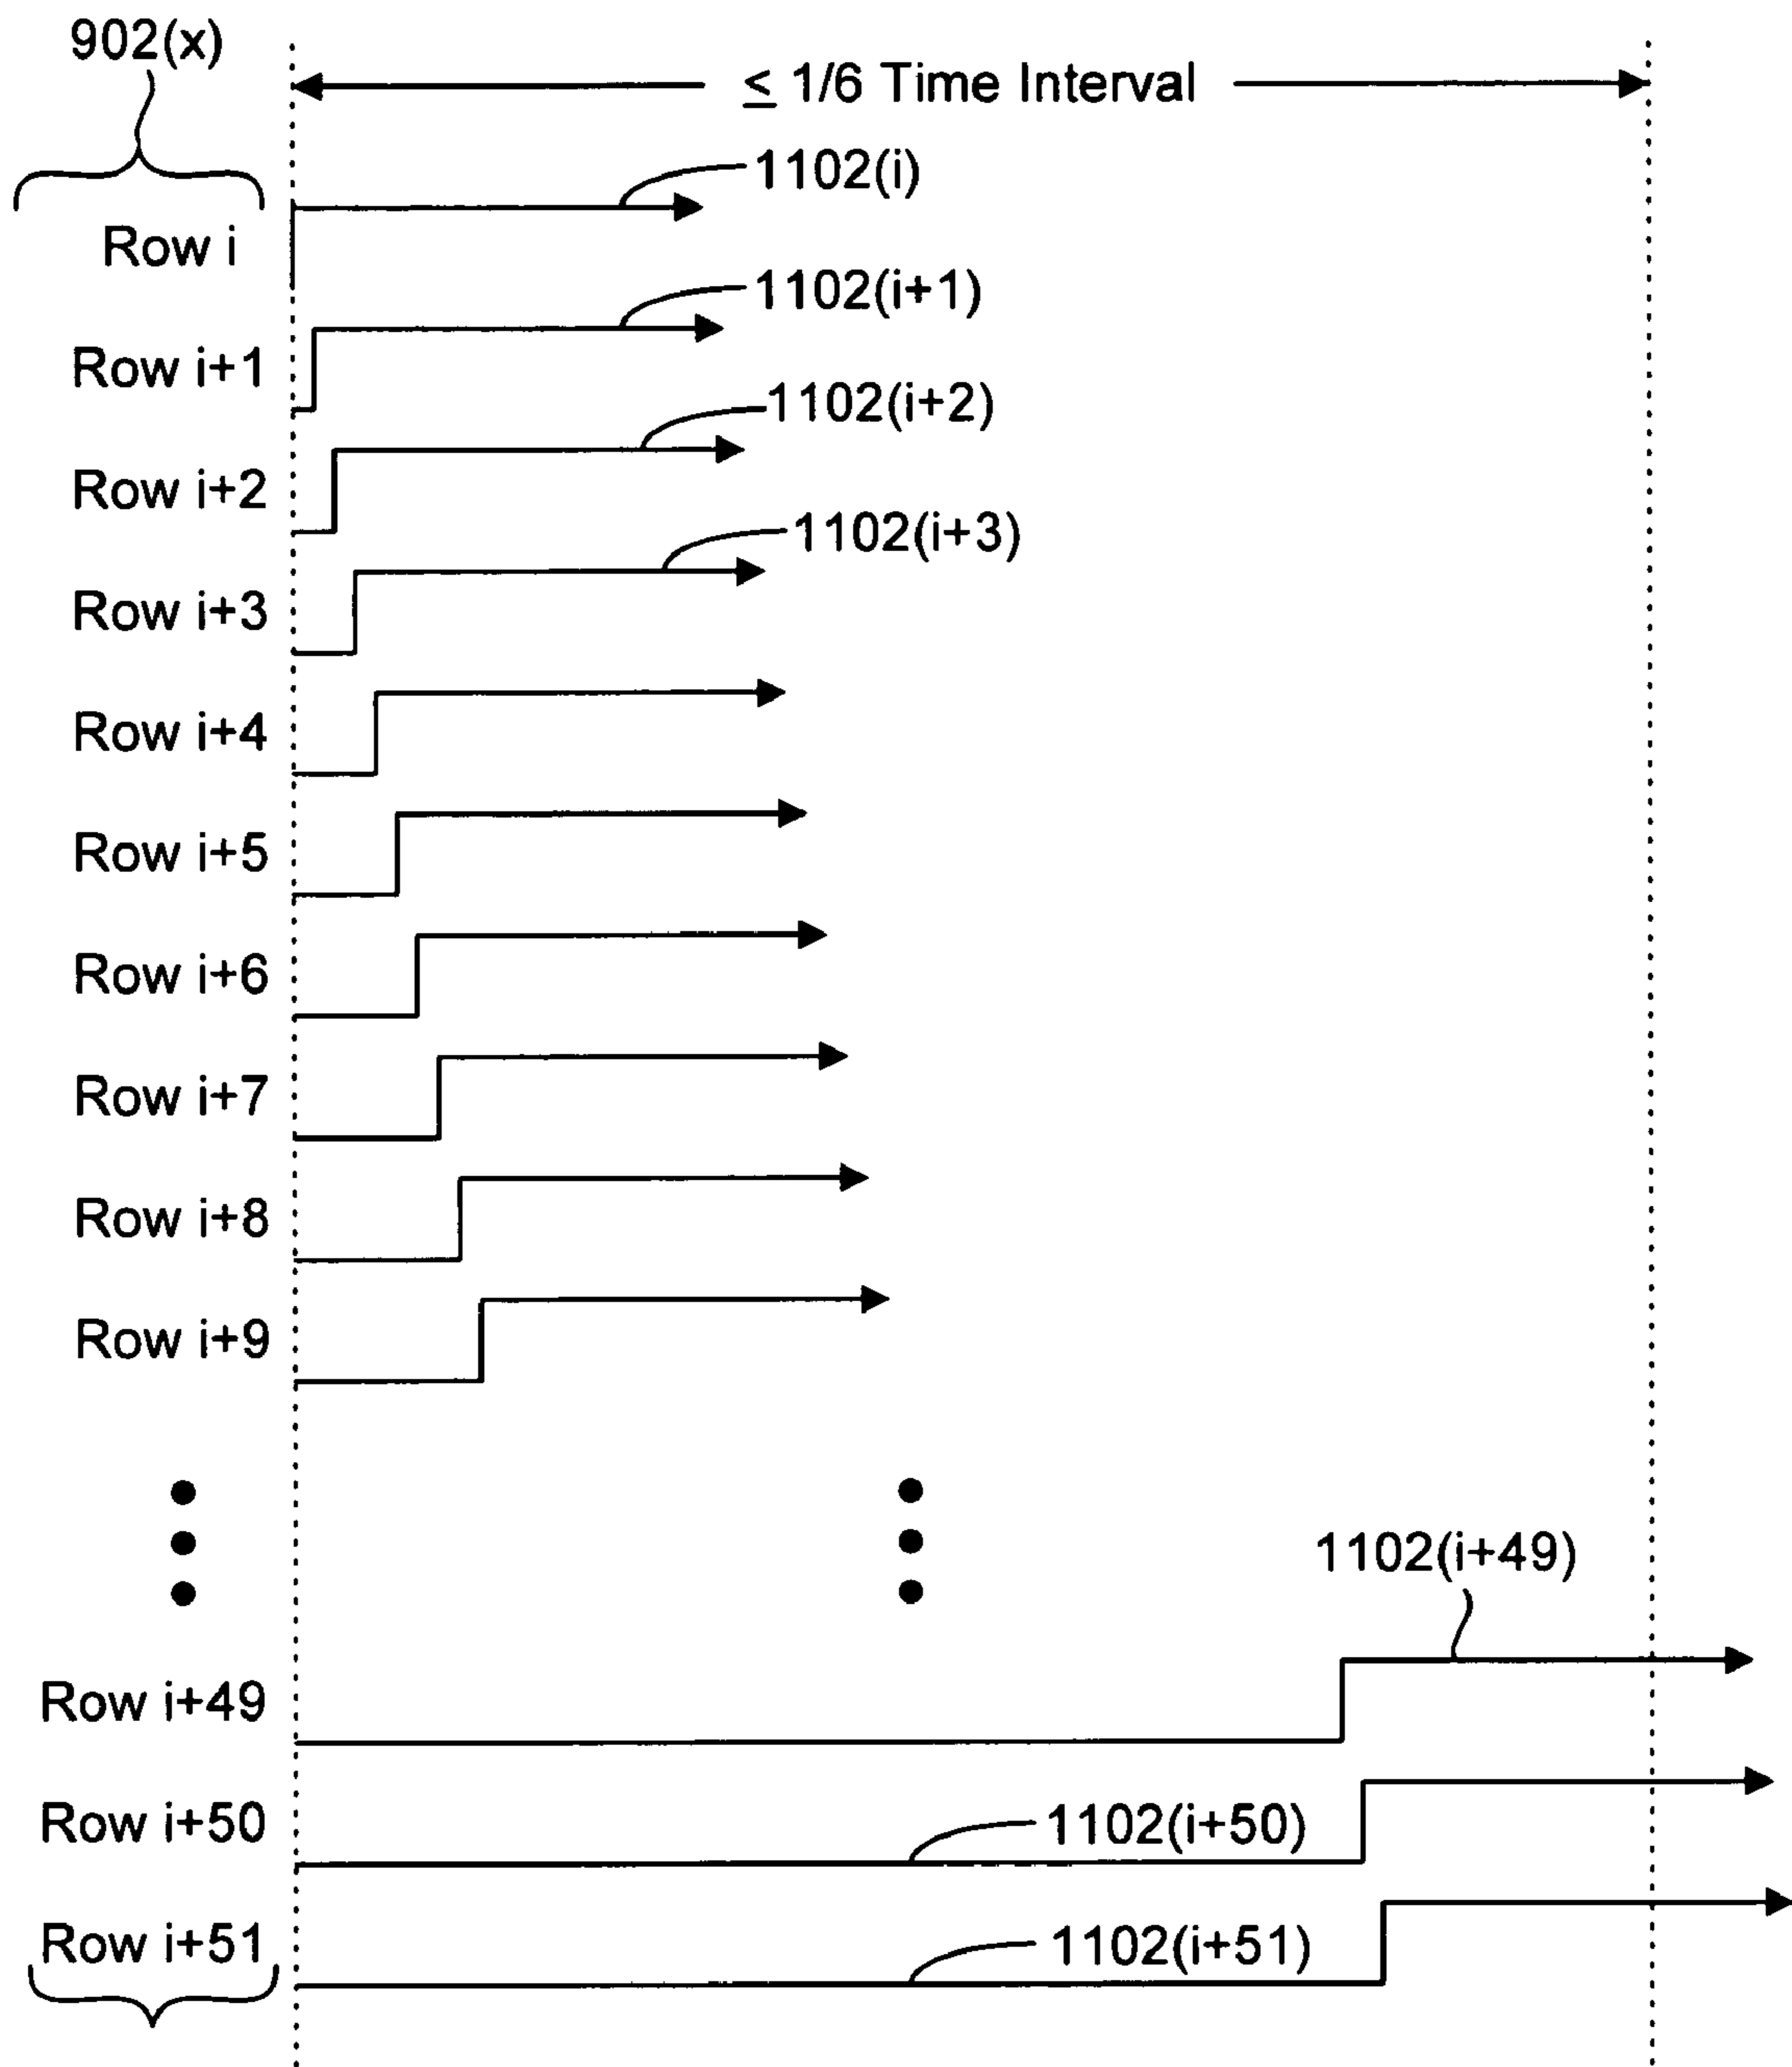 902(x)
≤ 1/6 Time Interval
1102(i)
Row i
1102(i+1)
Row i+1
1102(i+2)
Row i+2
1102(i+3)
Row i+3
Row i+4
Row i+5
Row i+6
Row i+7
Row i+8
Row i+9
1102(i+49)
Row i+49
Row i+50
1102(i+50)
Row i+51
1102(i+51)